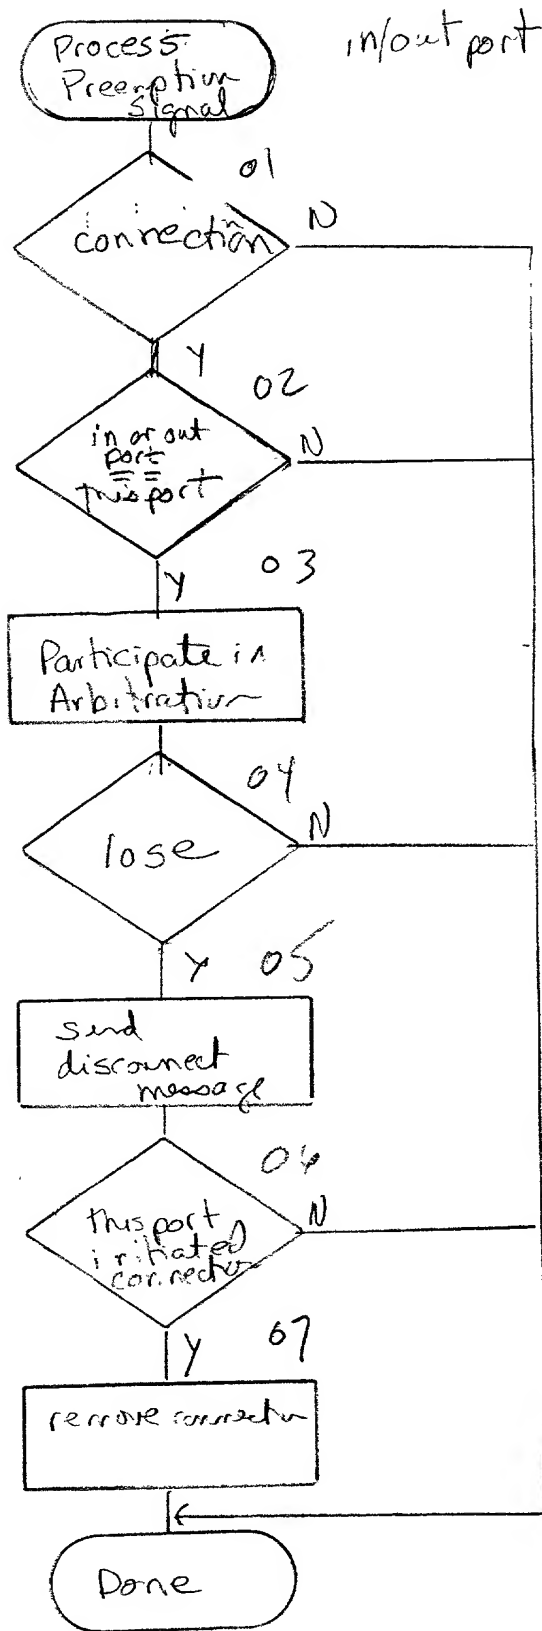 in/out port
Process
Preemption
Signal
01
connection
N
Y
02
in or out
port
==
this port
N
Y
03
Participate in
Arbitration
04
lose
N
Y
05
send
disconnect
message
06
this port
initiated
connection
N
Y
07
remove connection
Done